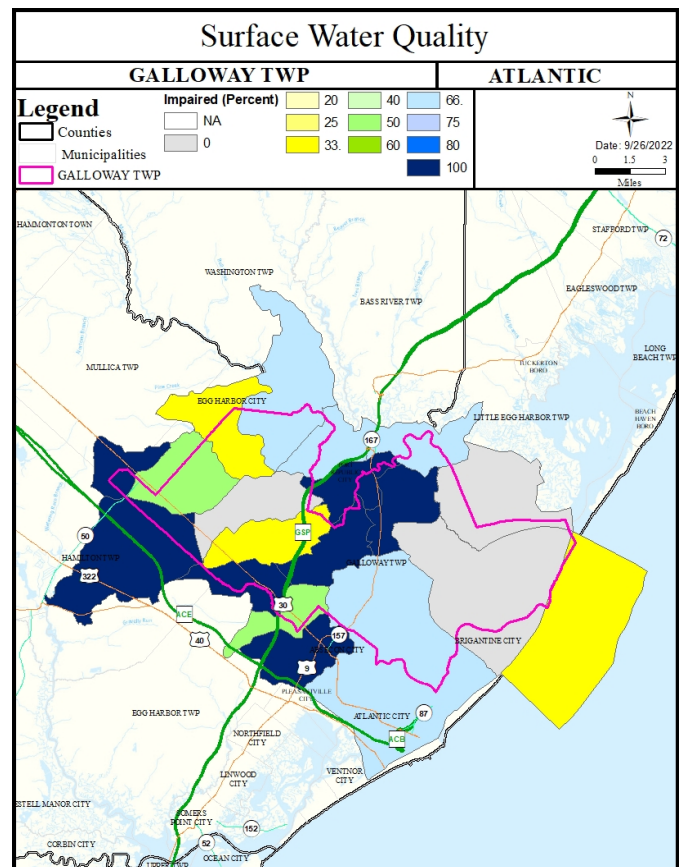 Surface Water Quality
GALLOWAY TWP
ATLANTIC
Legend
Counties
Municipalities
GALLOWAY TWP
Impaired (Percent)
NA
0
20
25
33.
40
50
60
66.
75
80
100
N
Date: 9/26/2022
0 1.5 3
Miles
HAMMONTON TOWN
STAFFORD TWP
72
WASHINGTON TWP
EAGLESWOOD TWP
BASS RIVER TWP
LONG
BEACH TWP
TUCKERTON
BORO
MULLICA TWP
EGG HARBOR CITY
LITTLE EGG HARBOR TWP
BEACH
HAVEN
BORO
167
CITY
GSP
50
HAMILTON TWP
GALLOWAY TWP
322
30
ACE
40
157
BRIGANTINE CITY
9
PLEASANTVILLE
CITY
EGG HARBOR TWP
ATLANTIC CITY
87
ACB
NORTHFIELD
CITY
LINWOOD
CITY
VENTNOR
CITY
ESTELL MANOR CITY
SOMERS
POINT CITY
152
CORBIN CITY
52
OCEAN CITY
UPPER TWP